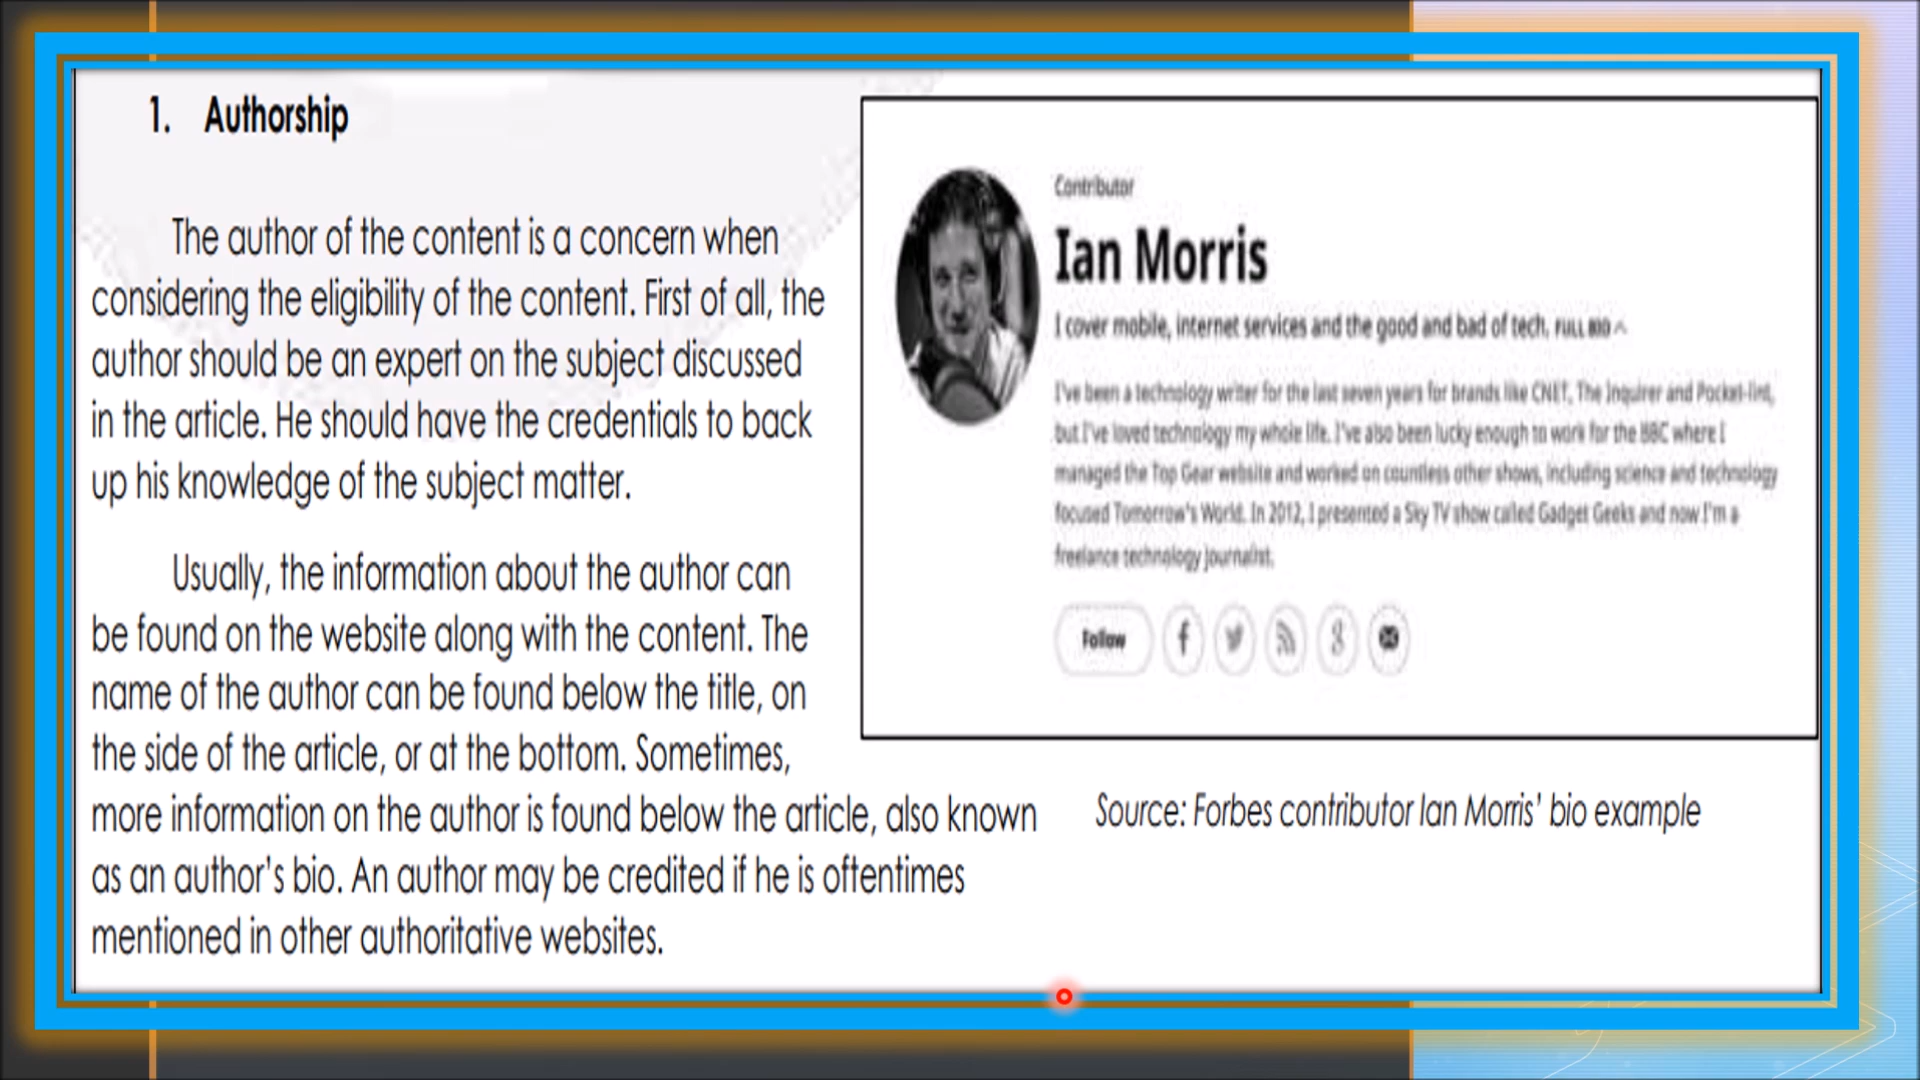 1. Authorship
The author of the content is a concern when
considering the eligibility of the content. First of all, the
author should be an expert on the subject discussed
in the article. He should have the credentials to back
up his knowledge of the subject matter.
Usually, the information about the author can
be found on the website along with the content. The
name of the author can be found below the title, on
the side of the article, or at the bottom. Sometimes,
more information on the author is found below the article, also known
as an author's bio. An author may be credited if he is oftentimes
mentioned in other authoritative websites.
Contributor
Ian Morris
I cover mobile, internet services and the good and bad of tech. FULL BIO
I've been a technology writer for the last seven years for brands like CNET, The Inquirer and Pocket-lint,
but I've loved technology my whole life. I've also been lucky enough to work for the BBC where I
managed the Top Gear website and worked on countless other shows, including science and technology
focused Tomorrow's World. In 2012, I presented a Sky TV show called Gadget Geeks and now I'm a
freelance technology journalist.
Follow
Source: Forbes contributor Ian Morris' bio example